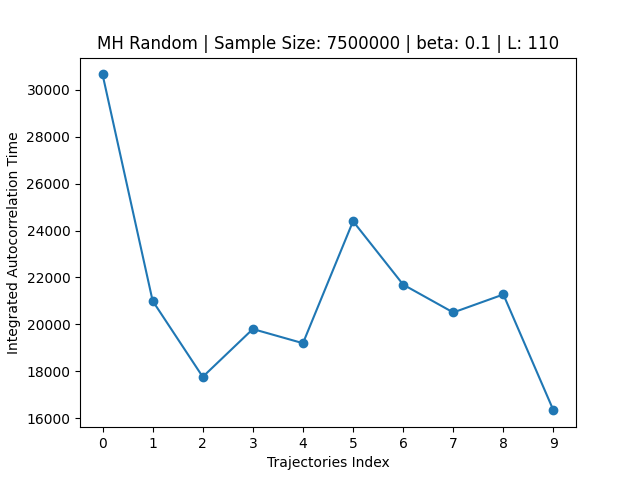 MH Random | Sample Size: 7500000 | beta: 0.1 | L: 110
Integrated Autocorrelation Time
30000
28000
26000
24000
22000
20000
18000
16000
0 1 2 3 4 5 6 7 8 9
Trajectories Index